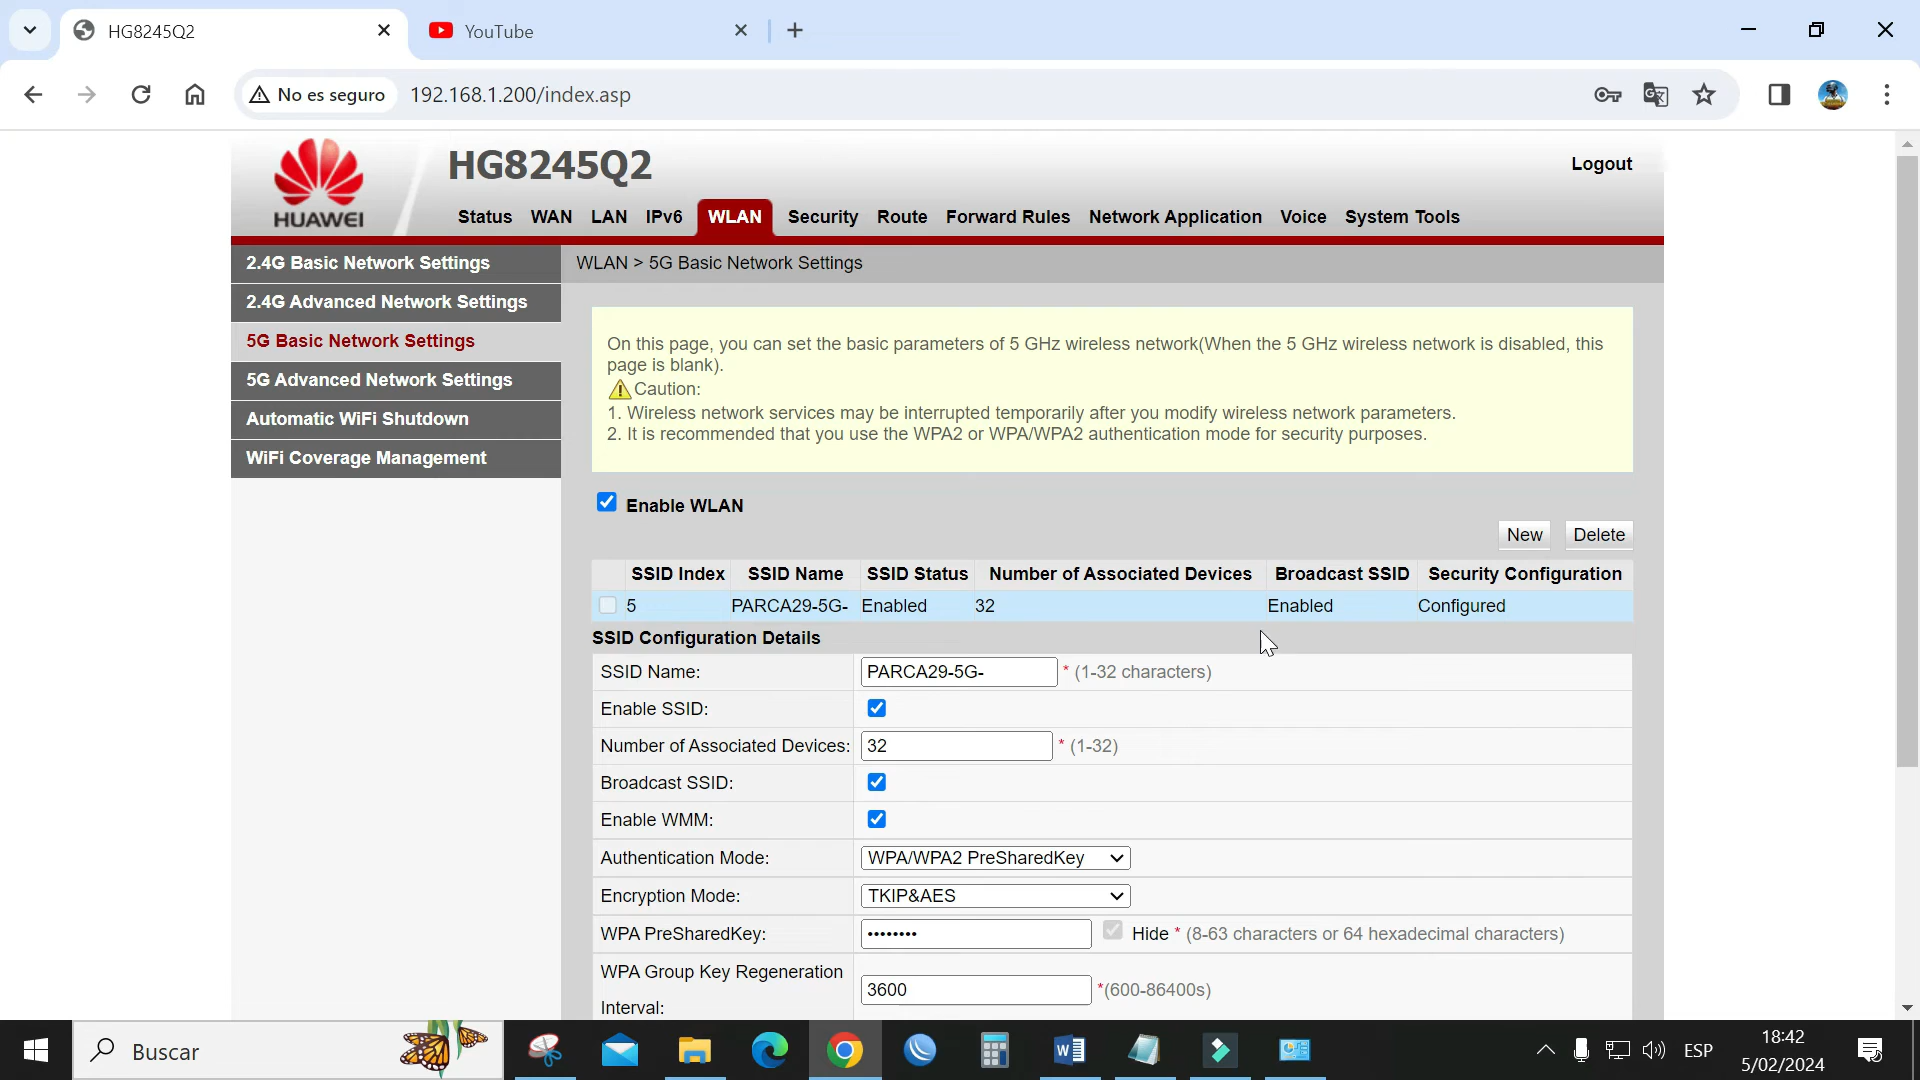 HG8245Q2
YouTube
No es seguro
192.168.1.200/index.asp
HUAWEI
HG8245Q2
Logout
Status WAN LAN IPv6 WLAN Security Route Forward Rules Network Application Voice System Tools
2.4G Basic Network Settings
2.4G Advanced Network Settings
5G Basic Network Settings
5G Advanced Network Settings
Automatic WiFi Shutdown
WiFi Coverage Management
WLAN > 5G Basic Network Settings
On this page, you can set the basic parameters of 5 GHz wireless network(When the 5 GHz wireless network is disabled, this
page is blank).
Caution:
1. Wireless network services may be interrupted temporarily after you modify wireless network parameters.
2. It is recommended that you use the WPA2 or WPA/WPA2 authentication mode for security purposes.
Enable WLAN
New Delete
SSID Index SSID Name SSID Status Number of Associated Devices Broadcast SSID Security Configuration
5 PARCA29-5G- Enabled 32 Enabled Configured
SSID Configuration Details
SSID Name: PARCA29-5G- * (1-32 characters)
Enable SSID:
Number of Associated Devices: 32 * (1-32)
Broadcast SSID:
Enable WMM:
Authentication Mode: WPA/WPA2 PreSharedKey
Encryption Mode: TKIP&AES
WPA PreSharedKey: •••••••• Hide * (8-63 characters or 64 hexadecimal characters)
WPA Group Key Regeneration
Interval: 3600 *(600-86400s)
Buscar
ESP
18:42
5/02/2024